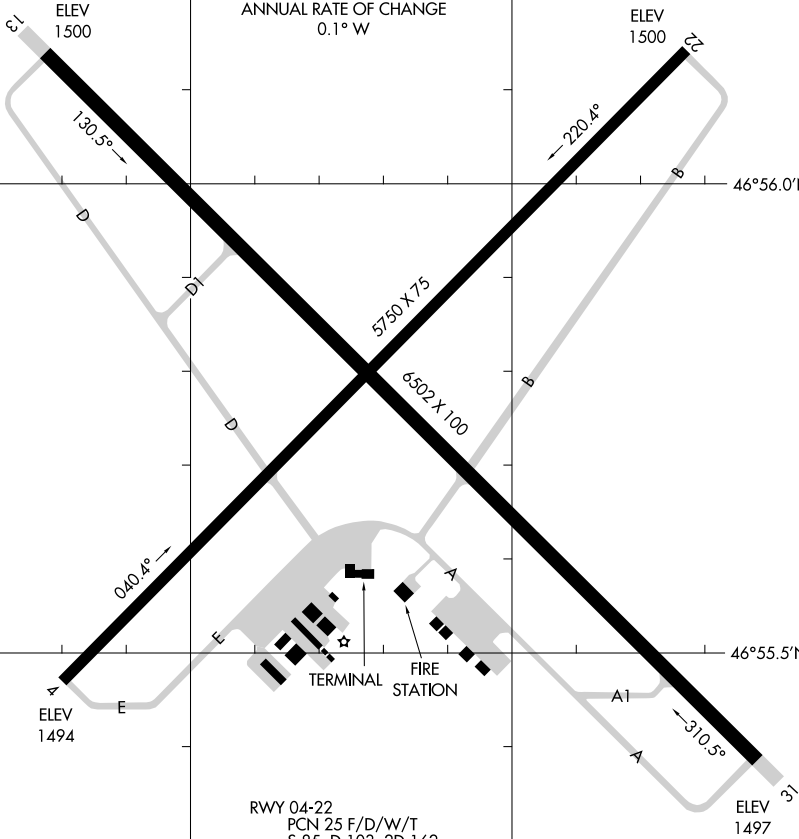 ANNUAL RATE OF CHANGE
0.1° W
13
ELEV
1500
ELEV
1500
22
130.5°
220.4°
46°56.0'
B
D
D1
5750 X 75
B
6502 X 100
D
040.4°
A
E
TERMINAL
FIRE
STATION
46°55.5'N
4
E
A1
ELEV
1494
310.5°
A
31
ELEV
1497
RWY 04-22
PCN 25 F/D/W/T